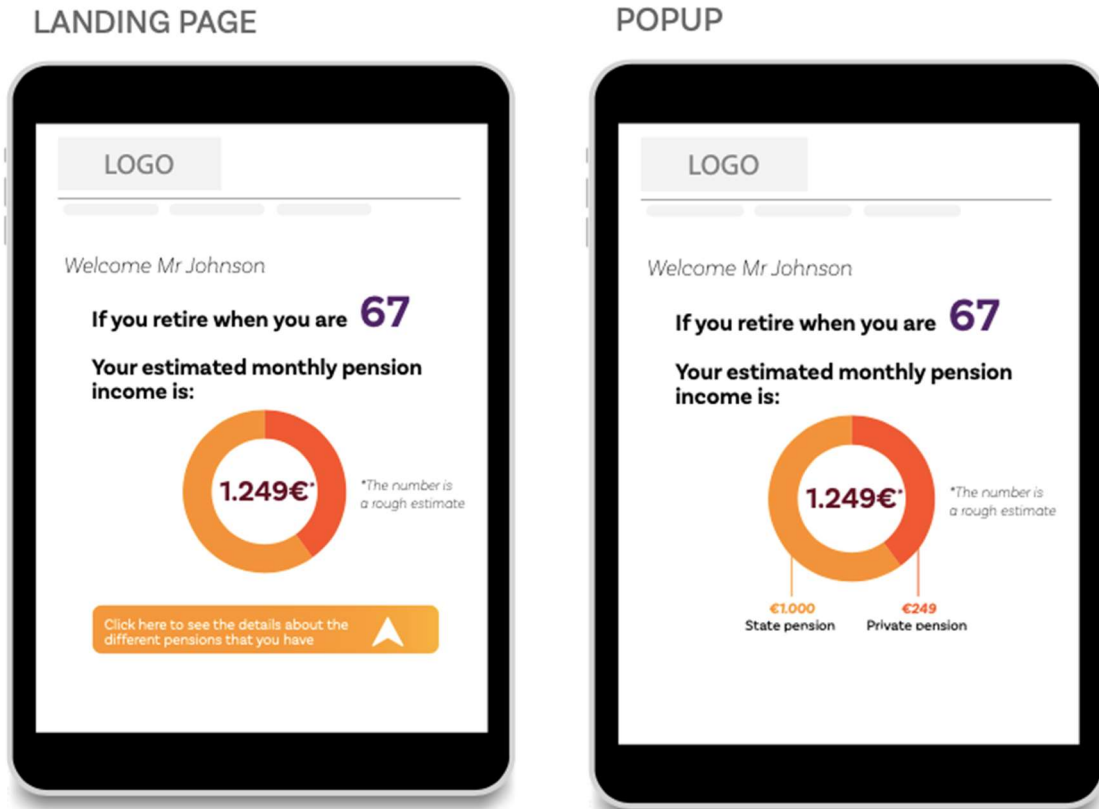 LANDING PAGE
LOGO
Welcome Mr Johnson
If you retire when you are 67
Your estimated monthly pension
income is:
1.249€*
*The number is
a rough estimate
Click here to see the details about the
different pensions that you have
POPUP
LOGO
Welcome Mr Johnson
If you retire when you are 67
Your estimated monthly pension
income is:
1.249€*
*The number is
a rough estimate
€1.000
State pension
€249
Private pension